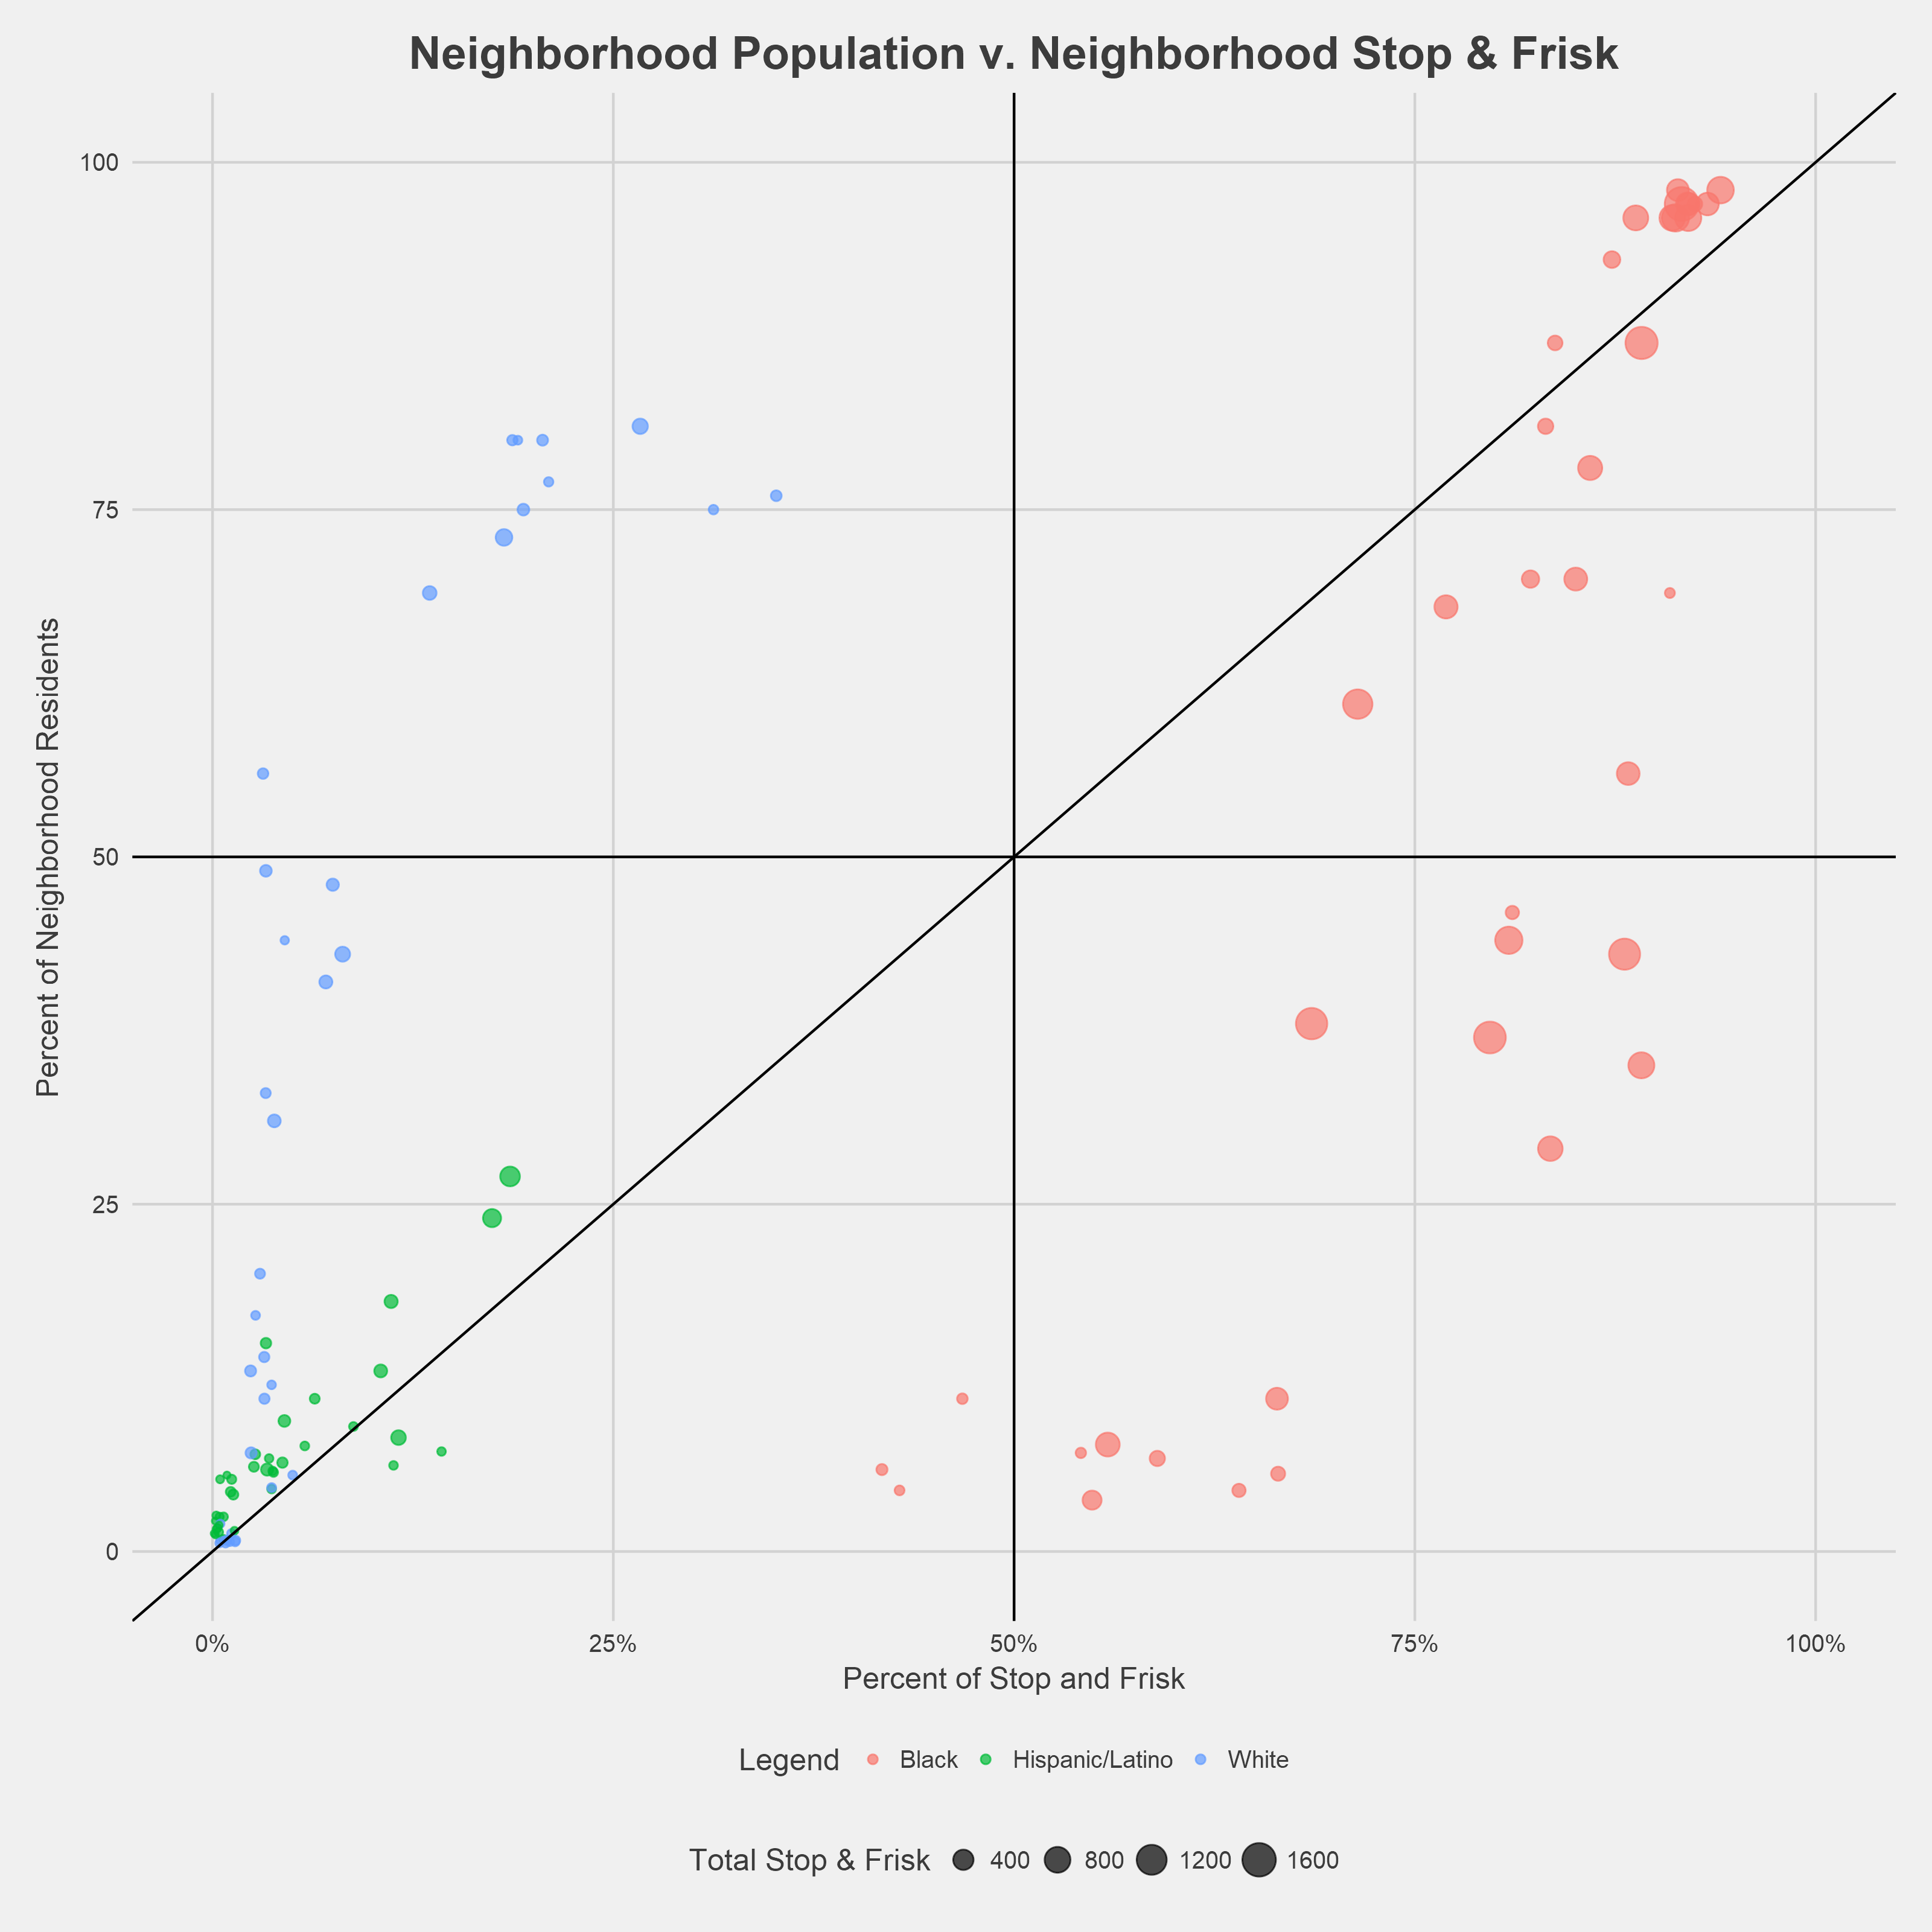 Neighborhood Population v. Neighborhood Stop & Frisk
Percent of Neighborhood Residents
100
75
50
25
0
0% 25% 50% 75% 100%
Percent of Stop and Frisk
Legend Black Hispanic/Latino White
Total Stop & Frisk 400 800 1200 1600